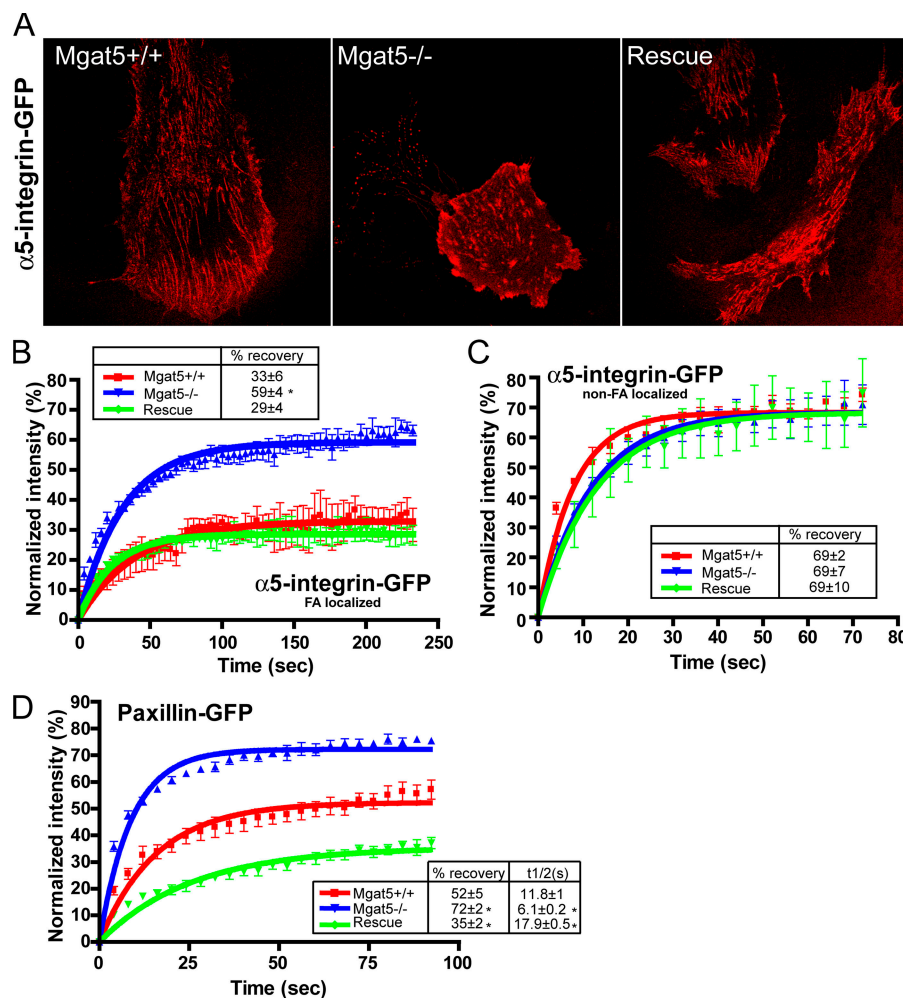 A
Mgat5+/+
Mgat5-/-
Rescue
α5-integrin-GFP
B
% recovery
Mgat5+/+ 33±6
Mgat5-/- 59±4 *
Rescue 29±4
80
70
60
50
40
30
20
10
0
Normalized intensity (%)
α5-integrin-GFP
FA localized
0 50 100 150 200 250
Time (sec)
C
α5-integrin-GFP
non-FA localized
80
70
60
50
40
30
20
10
0
Normalized intensity (%)
% recovery
Mgat5+/+ 69±2
Mgat5-/- 69±7
Rescue 69±10
0 10 20 30 40 50 60 70 80
Time (sec)
D
Paxillin-GFP
90
80
70
60
50
40
30
20
10
0
Normalized intensity (%)
% recovery t1/2(s)
Mgat5+/+ 52±5 11.8±1
Mgat5-/- 72±2 * 6.1±0.2 *
Rescue 35±2 * 17.9±0.5 *
0 25 50 75 100
Time (sec)